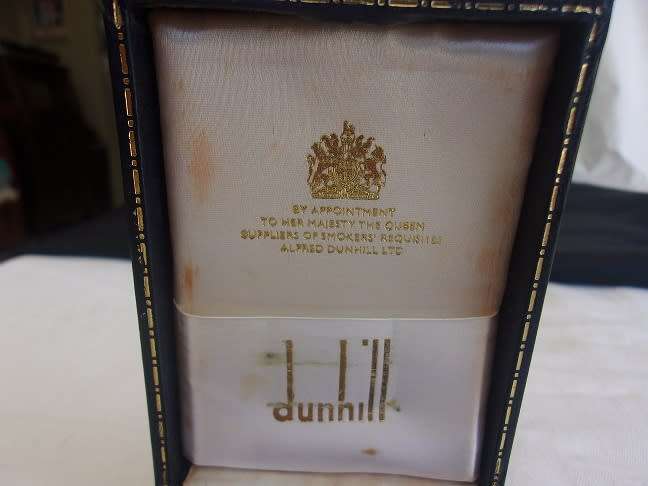 BY APPOINTMENT
TO HER MAJESTY THE QUEEN
SUPPLIERS OF SMOKERS' REQUISITES
ALFRED DUNHILL LTD
dunhill